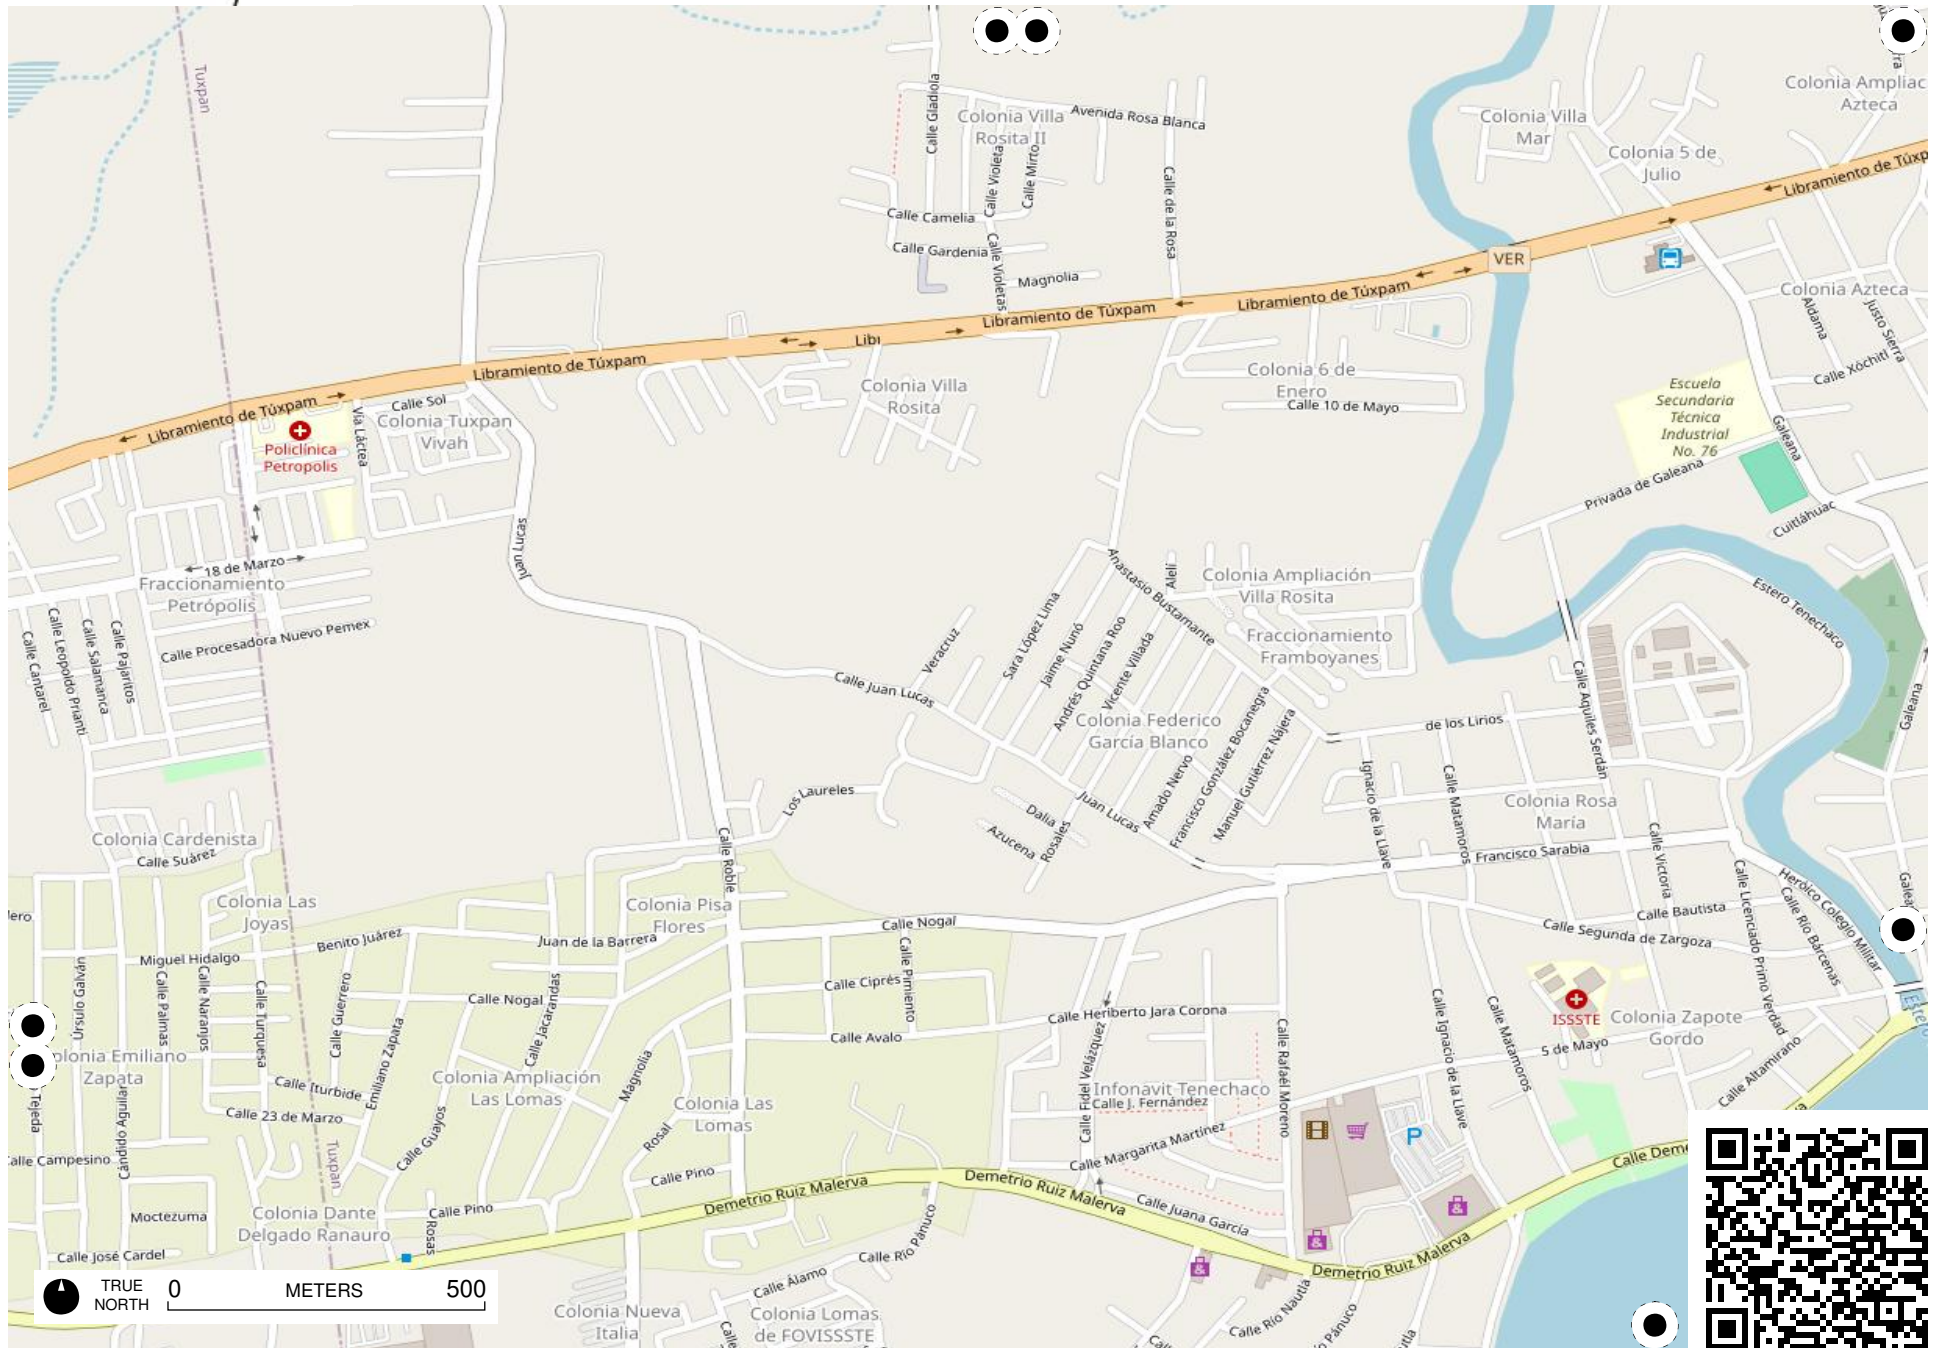 Tuxpan
Calle Gladiola
Colonia Villa
Rosita II
Avenida Rosa Blanca
Calle Violeta
Calle Mirto
Calle de la Rosa
Calle Camelia
Calle Gardenia
Calle Violetas
Magnolia
Colonia Villa
Mar
Colonia 5 de
Julio
Colonia Ampliac
Azteca
Libramiento de Túxp
VER
Colonia Azteca
Aldama
Justo Sierra
Calle Xóchitl
Libramiento de Túxpam
Libramiento de Túxpam
Libramiento de Túxpam
Libramiento de Túxpam
Calle Sol
Vía Láctea
Colonia Tuxpan
Vivah
Policlínica
Petropolis
Colonia Villa
Rosita
Colonia 6 de
Enero
Calle 10 de Mayo
Escuela
Secundaria
Técnica
Industrial
No. 76
Galeana
Privada de Galeana
Cuitláhuac
Juan Lucas
18 de Marzo
Fraccionamiento
Petrópolis
Calle Procesadora Nuevo Pemex
Calle Cantarel
Calle Leopoldo Prianti
Calle Salamanca
Calle Pajaritos
Anastasio Bustamante
Alelí
Colonia Ampliación
Villa Rosita
Fraccionamiento
Framboyanes
Estero Tenechaco
Veracruz
Sara López Lima
Jaime Nunó
Andrés Quintana Roo
Vicente Villada
Calle Juan Lucas
Colonia Federico
García Blanco
Amado Nervo
Francisco González Bocanegra
Manuel Gutiérrez Nájera
de los Lirios
Calle Aquiles Serdán
Galeana
Los Laureles
Juan Lucas
Dalia
Azucena
Rosales
Ignacio de la Llave
Calle Matamoros
Colonia Rosa
María
Francisco Sarabia
Calle Victoria
Colonia Cardenista
Calle Suárez
Calle Roble
Calle Licenciado Primo Verdad
Calle Río Bárcenas
Heróico Colegio Militar
Galea
Colonia Las
Joyas
Colonia Pisa
Flores
Calle Nogal
Calle Bautista
Calle Segunda de Zargoza
lero
Benito Juárez
Juan de la Barrera
Miguel Hidalgo
Úrsulo Galván
Calle Palmas
Calle Naranjos
Calle Turquesa
Calle Guerrero
Calle Nogal
Calle Jacarandas
Calle Ciprés
Calle Pimiento
Calle Avalo
Calle Heriberto Jara Corona
Calle Fidel Velázquez
Calle Rafaél Moreno
Calle Ignacio de la Llave
Calle Matamoros
ISSSTE
Colonia Zapote
Gordo
5 de Mayo
Calle Altamirano
Estero
olonia Emiliano
Zapata
Tejeda
Candido Aguilar
Emiliano Zapata
Calle Iturbide
Calle 23 de Marzo
Colonia Ampliación
Las Lomas
Magnolia
Colonia Las
Lomas
Infonavit Tenechaco
Calle J. Fernández
Calle Margarita Martinez
P
Calle Guayos
Rosal
Calle Pino
alle Campesino
Tuxpan
Moctezuma
Colonia Dante
Delgado Ranauro
Calle Pino
Rosas
Demetrio Ruiz Malerva
Demetrio Ruiz Malerva
Calle Juana García
Calle Deme
Calle José Cardel
Calle Río Pánuco
Demetrio Ruiz Malerva
Calle Álamo
Calle Río Nautla
Pánuco
Colonia Nueva
Italia
Colonia Lomas
de FOVISSSTE
Calle
TRUE
NORTH
0 METERS 500